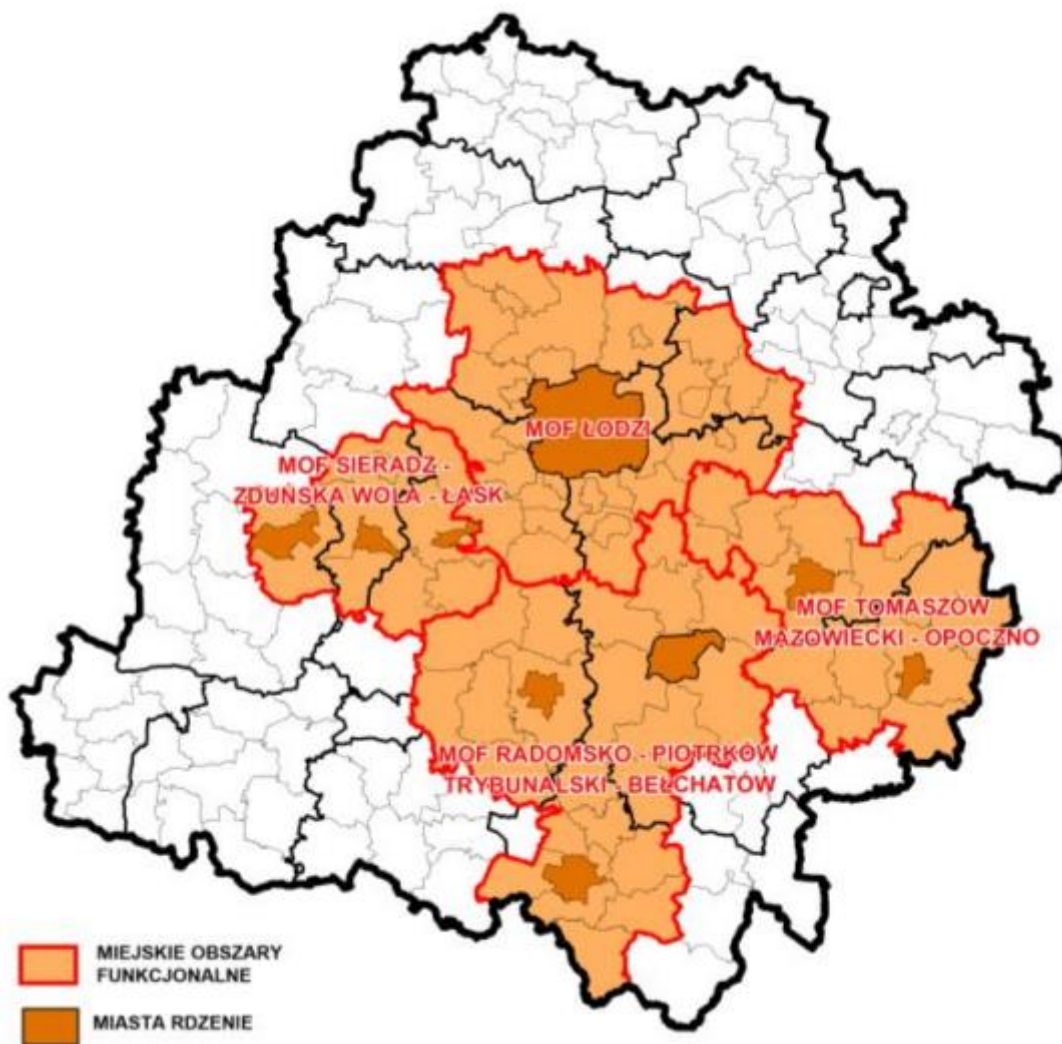 MOF ŁODZI
MOF SIERADZ -
ZDUŃSKA WOLA - ŁASK
MOF TOMASZÓW
MAZOWIECKI - OPOCZNO
MOF RADOMSKO - PIOTRKÓW
TRYBUNALSKI - BEŁCHATÓW
MIEJSKIE OBSZARY
FUNKCJONALNE
MIASTA RDZENIE